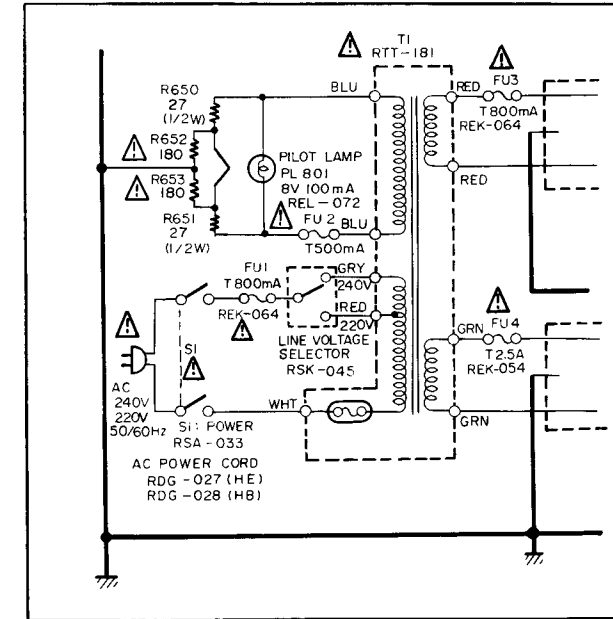 T1
RTT-181
R650
27
(1/2W)
R652
180
R653
180
R651
27
(1/2W)
BLU
PILOT LAMP
PL 801
8V 100mA
REL-072
FU 2
T500mA
BLU
RED
FU3
T800mA
REK-064
RED
FU1
T800mA
REK-064
GRY
240V
RED
220V
LINE VOLTAGE
SELECTOR
RSK-045
S1
AC
240V
220V
50/60Hz
WHT
Si: POWER
RSA-033
AC POWER CORD
RDG-027 (HE)
RDG-028 (HB)
GRN
FU4
T2.5A
REK-054
GRN